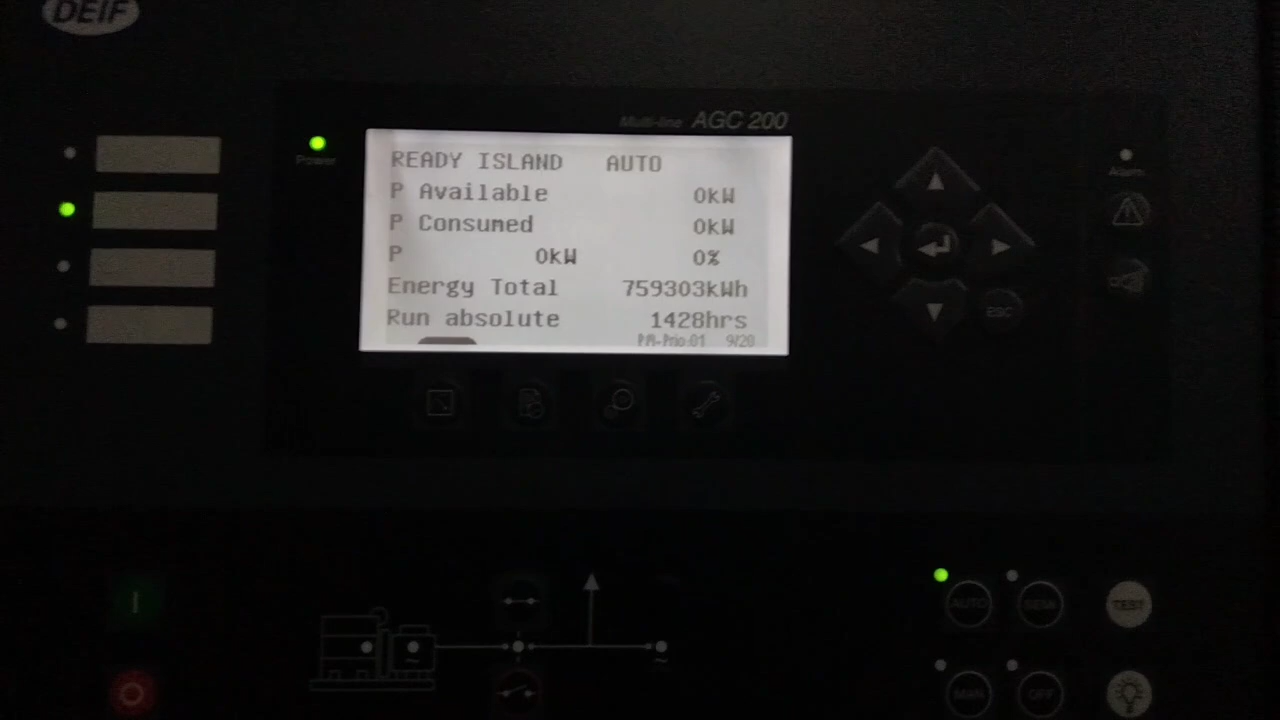 DEIF
Multi-line AGC 200
Power
READY ISLAND AUTO
P Available 0kW
P Consumed 0kW
P 0kW 0%
Energy Total 759303kWh
Run absolute 1428hrs
PM-Prio:01 9/20
Alarm
ESC
AUTO
SEMI
TEST
MAN
OFF